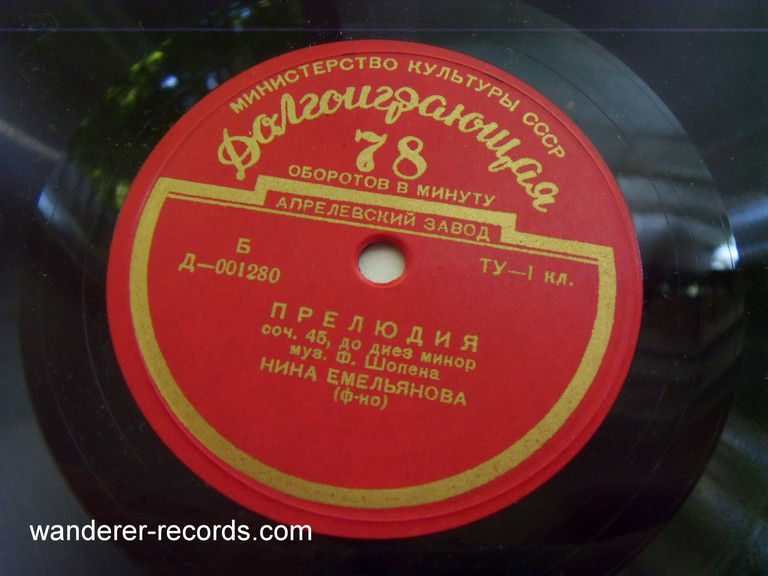 МИНИСТЕРСТВО КУЛЬТУРЫ СССР
Долгоиграющая
78
ОБОРОТОВ В МИНУТУ
АПРЕЛЕВСКИЙ ЗАВОД
Б
Д—001280
ТУ—1 кл.
ПРЕЛЮДИЯ
соч. 45, до диез минор
муз. Ф. Шопена
НИНА ЕМЕЛЬЯНОВА
(ф-но)
wanderer-records.com